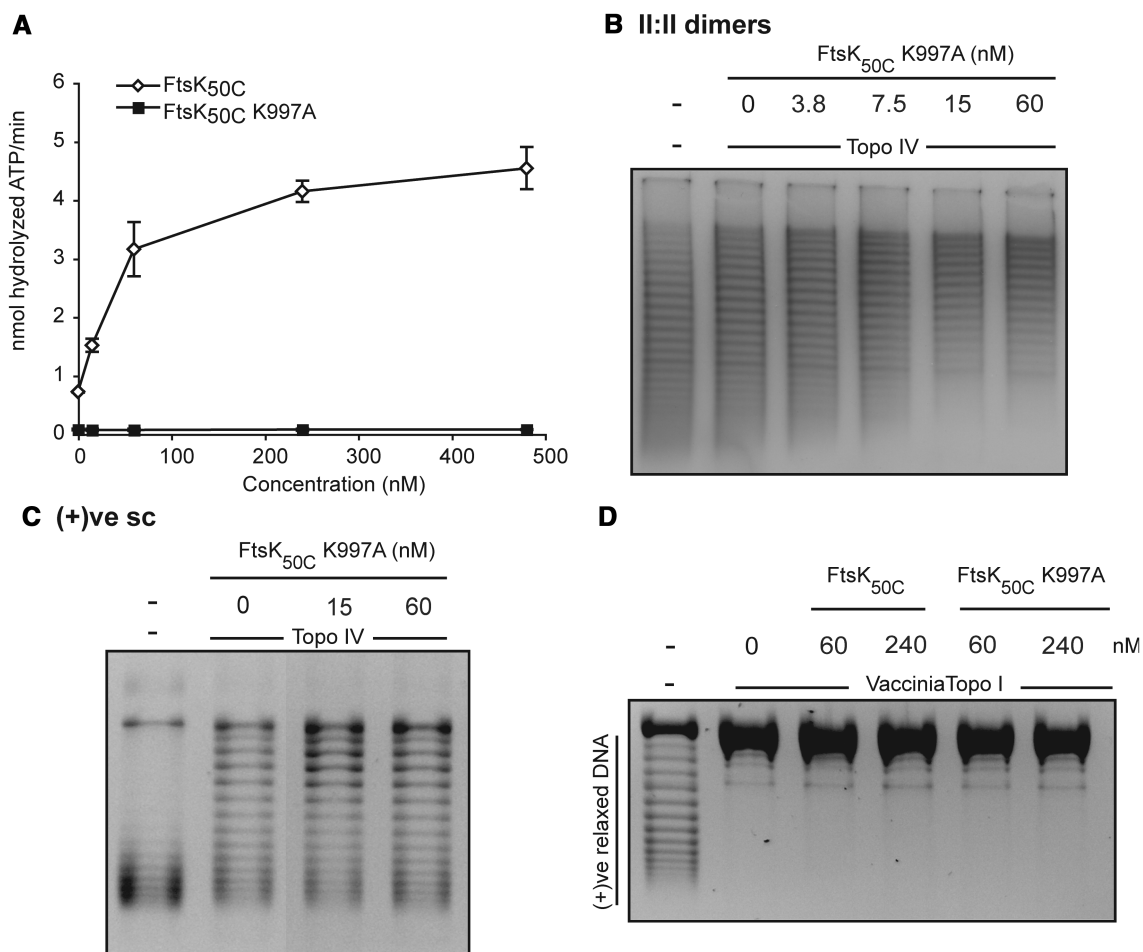 A
6
5
4
3
2
1
0
nmol hydrolyzed ATP/min
FtsK50C
FtsK50C K997A
0 100 200 300 400 500
Concentration (nM)
B II:II dimers
FtsK50C K997A (nM)
- 0 3.8 7.5 15 60
- Topo IV
C (+)ve sc
FtsK50C K997A (nM)
- 0 15 60
- Topo IV
D
FtsK50C FtsK50C K997A
- 0 60 240 60 240 nM
- VacciniaTopo I
(+)ve relaxed DNA